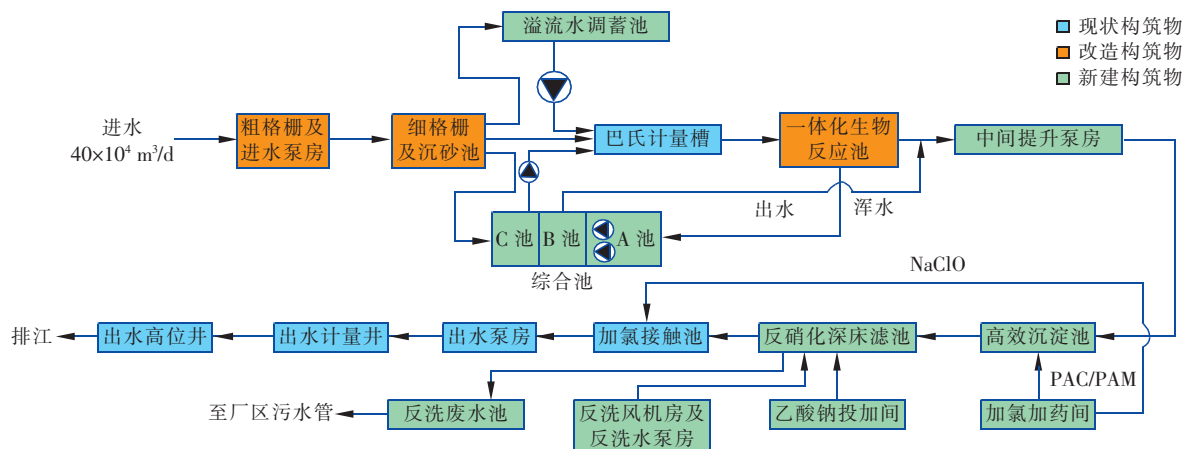 溢流水调蓄池
现状构筑物
改造构筑物
新建构筑物
进水
40×10⁴ m³/d
粗格栅及
进水泵房
细格栅
及沉砂池
巴氏计量槽
一体化生物
反应池
中间提升泵房
出水
浑水
C 池
B 池
A 池
综合池
NaClO
排江
出水高位井
出水计量井
出水泵房
加氯接触池
反硝化深床滤池
高效沉淀池
PAC/PAM
至厂区污水管
反洗废水池
反洗风机房及
反洗水泵房
乙酸钠投加间
加氯加药间